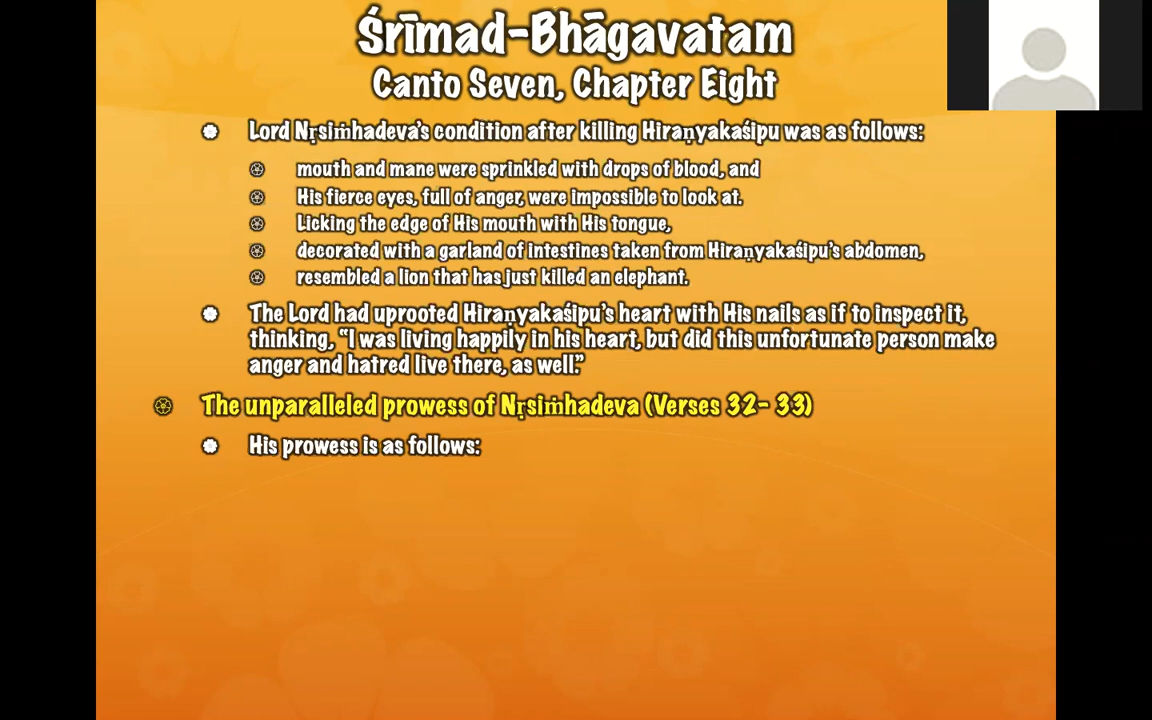 Śrīmad-Bhāgavatam
Canto Seven, Chapter Eight
Lord Nṛsiṁhadeva's condition after killing Hiraṇyakaśipu was as follows:
mouth and mane were sprinkled with drops of blood, and
His fierce eyes, full of anger, were impossible to look at.
Licking the edge of His mouth with His tongue,
decorated with a garland of intestines taken from Hiraṇyakaśipu's abdomen,
resembled a lion that has just killed an elephant.
The Lord had uprooted Hiraṇyakaśipu's heart with His nails as if to inspect it,
thinking, "I was living happily in his heart, but did this unfortunate person make
anger and hatred live there, as well."
The unparalleled prowess of Nṛsiṁhadeva (Verses 32- 33)
His prowess is as follows: